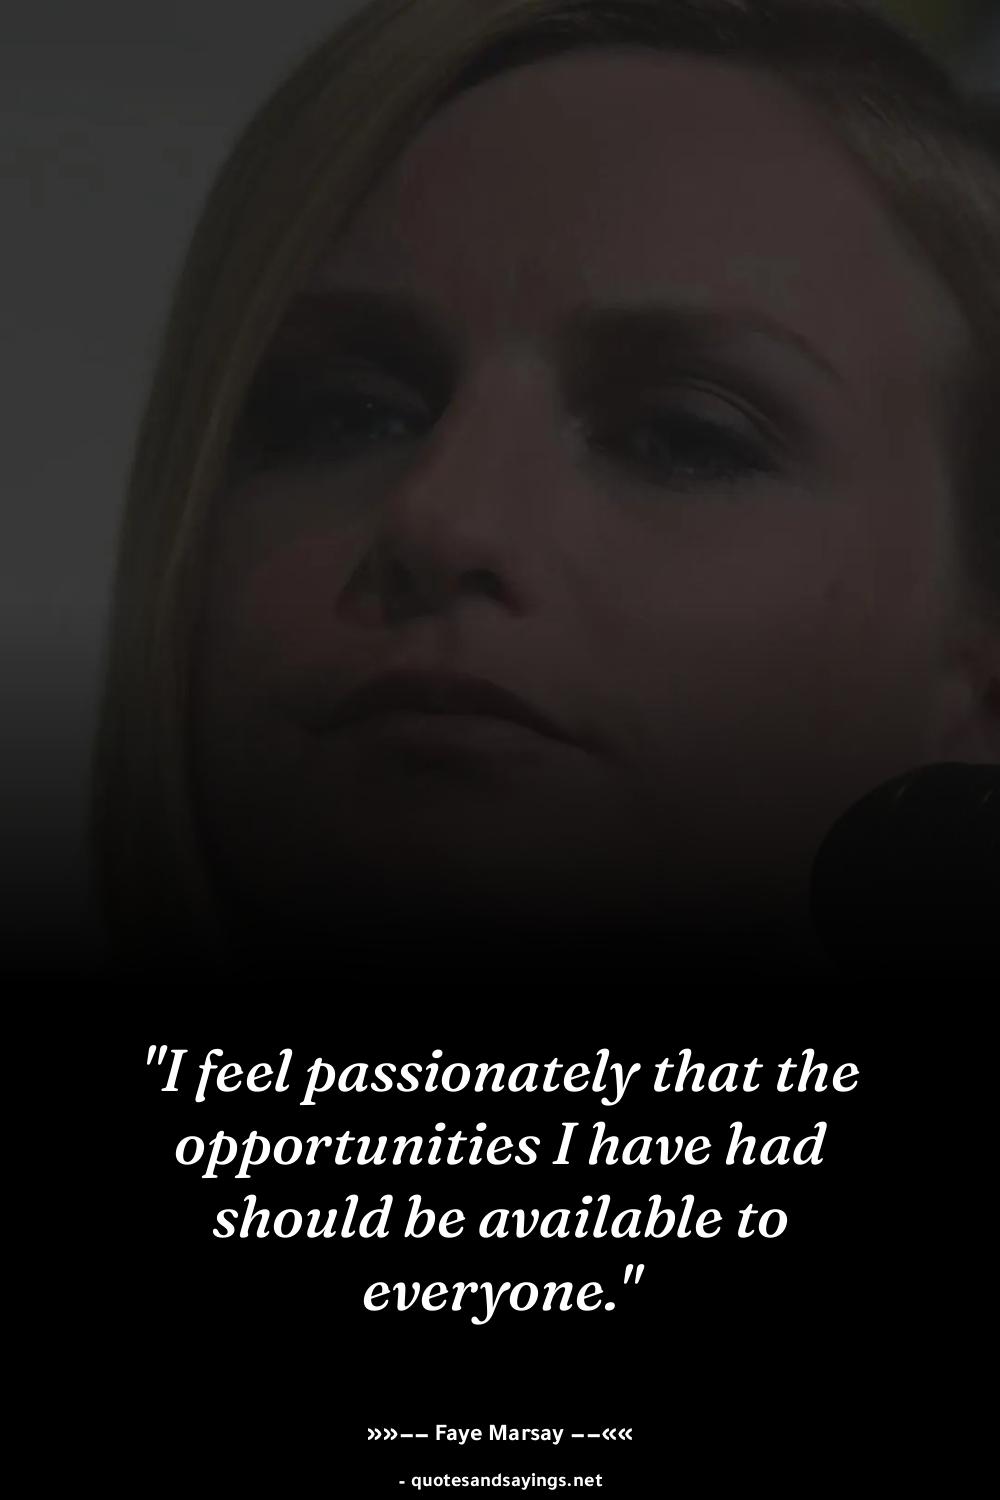 "I feel passionately that the
opportunities I have had
should be available to
everyone."
»»–– Faye Marsay ––««
- quotesandsayings.net